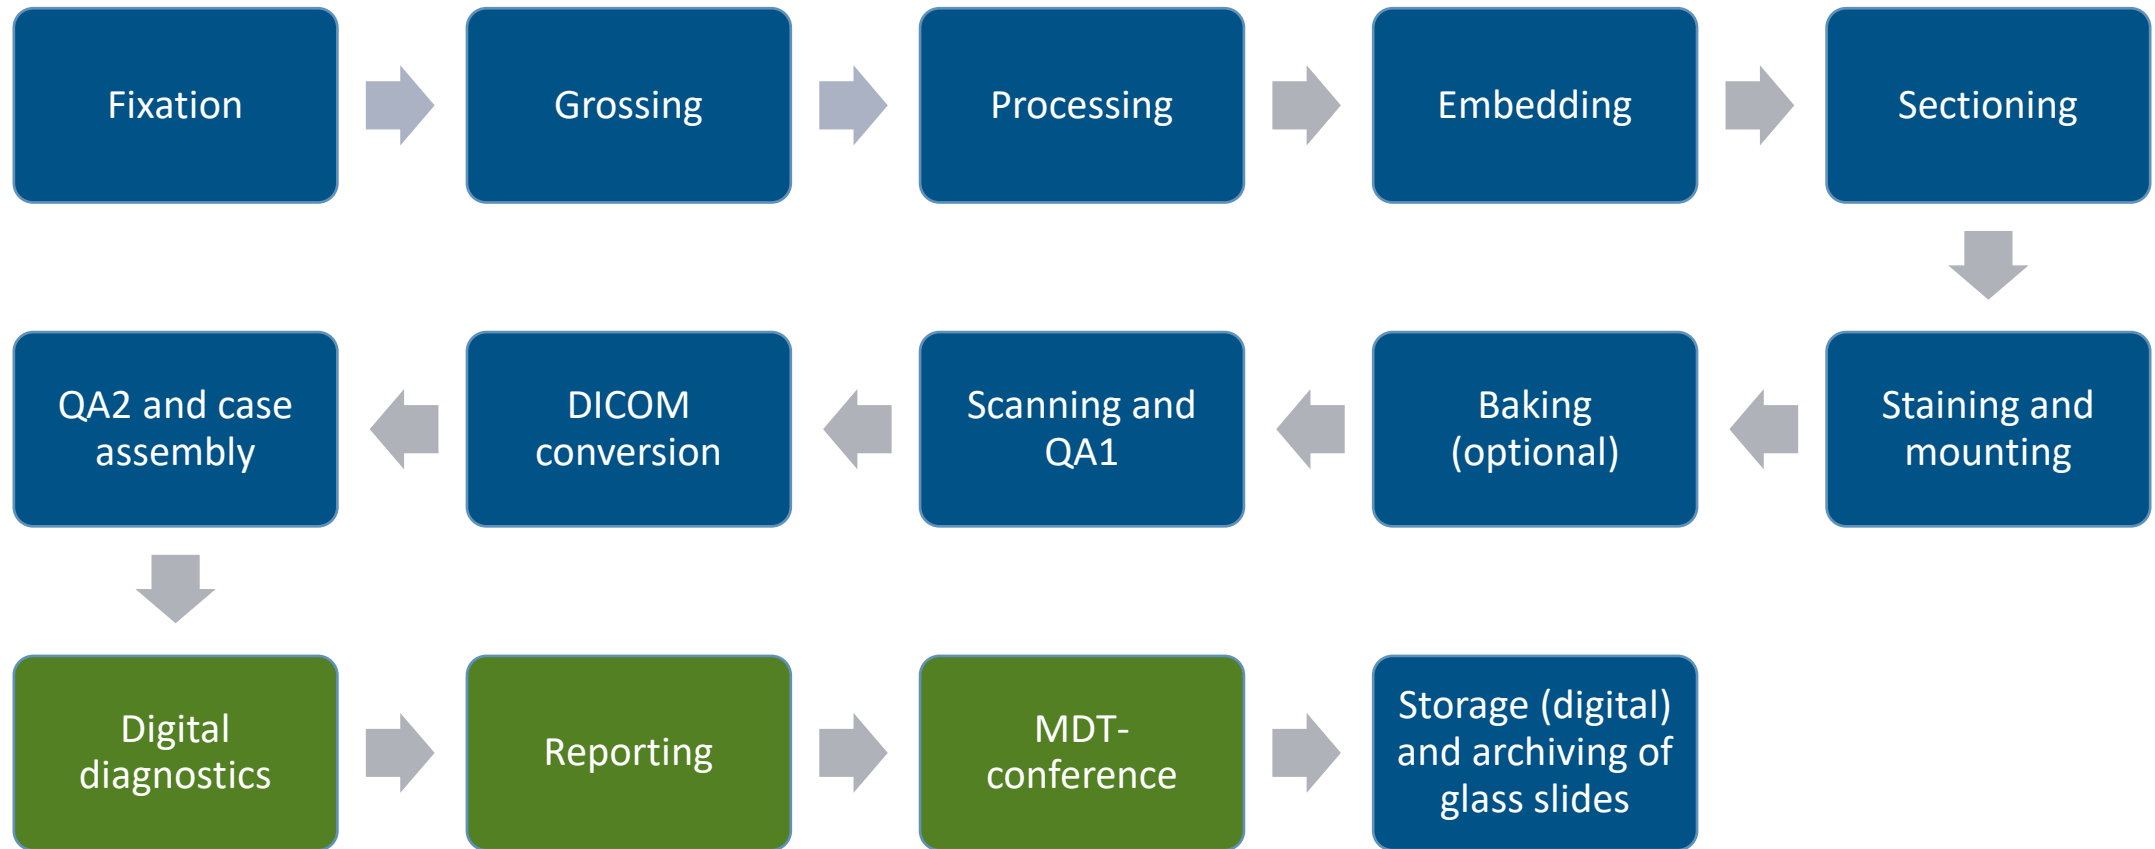 Fixation
Grossing
Processing
Embedding
Sectioning
Staining and
mounting
Baking
(optional)
Scanning and
QA1
DICOM
conversion
QA2 and case
assembly
Digital
diagnostics
Reporting
MDT-
conference
Storage (digital)
and archiving of
glass slides